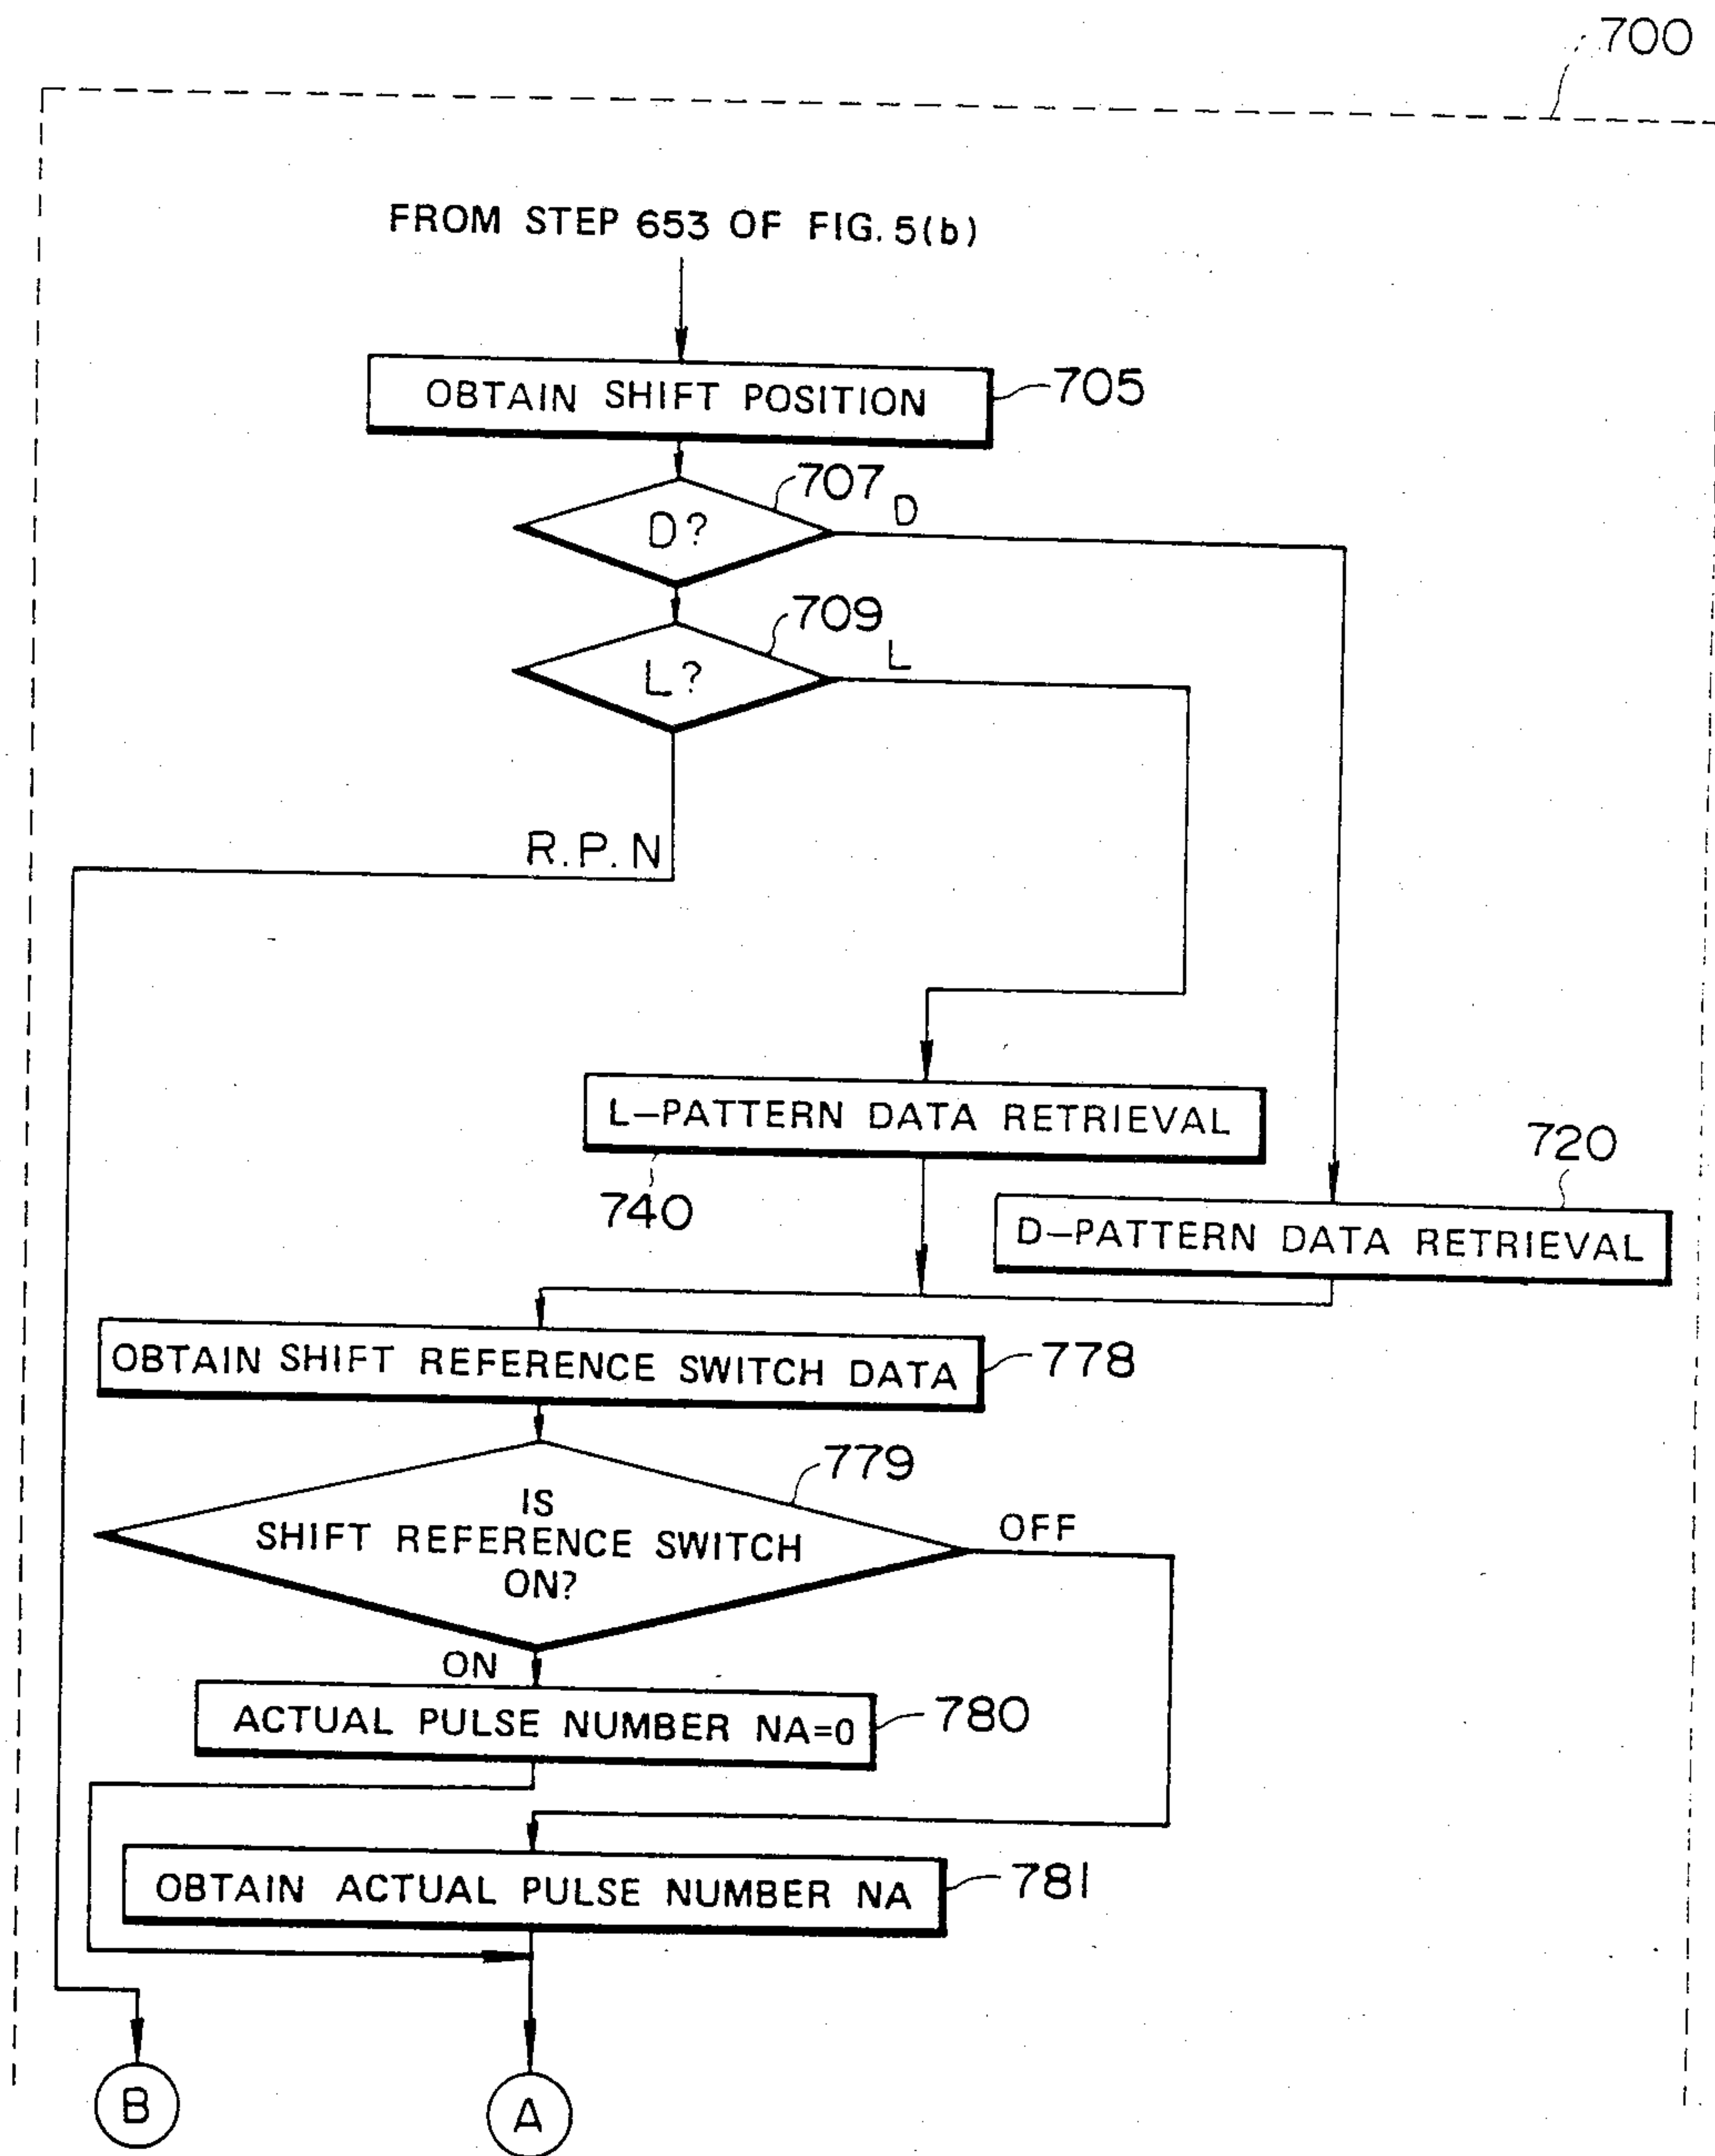 700
FROM STEP 653 OF FIG. 5(b)
OBTAIN SHIFT POSITION
705
707
D
D?
709
L
L?
R.P.N
L-PATTERN DATA RETRIEVAL
740
720
D-PATTERN DATA RETRIEVAL
OBTAIN SHIFT REFERENCE SWITCH DATA
778
779
IS
SHIFT REFERENCE SWITCH
ON?
OFF
ON
ACTUAL PULSE NUMBER NA=0
780
OBTAIN ACTUAL PULSE NUMBER NA
781
B
A